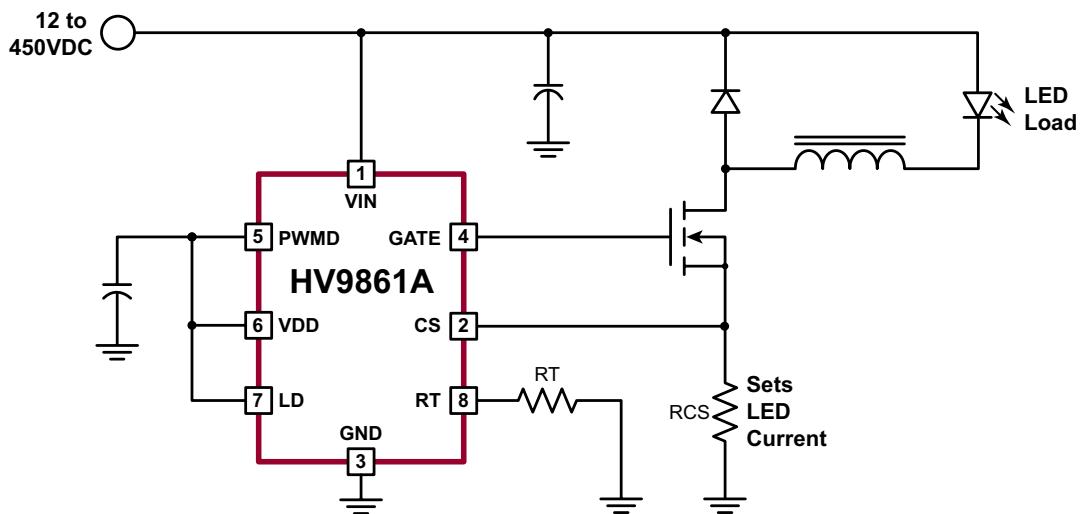 12 to
450VDC
LED
Load
1
VIN
5 PWMD
GATE 4
HV9861A
6 VDD
CS 2
7 LD
RT 8
RT
GND
3
RCS
Sets
LED
Current